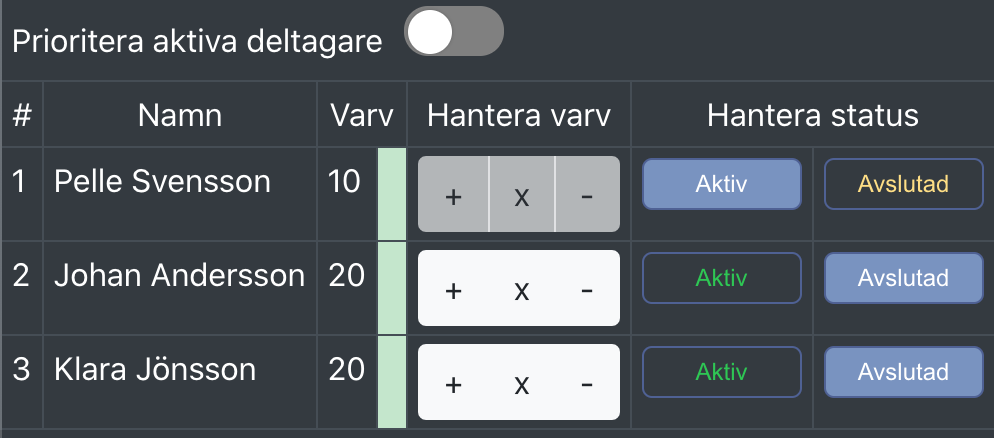 Prioritera aktiva deltagare
# Namn Varv Hantera varv Hantera status
1 Pelle Svensson 10 + x - Aktiv Avslutad
2 Johan Andersson 20 + x - Aktiv Avslutad
3 Klara Jönsson 20 + x - Aktiv Avslutad